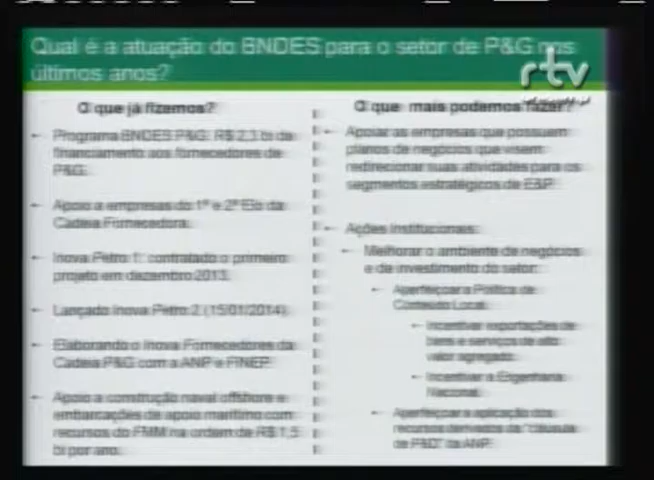 Qual é a atuação do BNDES para o setor de P&G nos
últimos anos?
rtv
O que já fizemos?
Programa BNDES P&G: R$ 2,3 bi de
financiamento aos fornecedores de
P&G.
Apoio a empresas do 1º e 2º Elo da
Cadeia Fornecedora.
Inova Petro 1: contratado o primeiro
projeto em dezembro 2013.
Lançado Inova Petro 2 (15/01/2014).
Elaborando o Inova Fornecedores da
Cadeia P&G com a ANP e FINEP.
Apoio a construção naval offshore e
embarcações de apoio marítimo com
recursos do FMM na ordem de R$ 1,5
bi por ano.
O que mais podemos fazer?
Apoiar as empresas que possuem
planos de negócios que visem
redirecionar suas atividades para os
segmentos estratégicos de E&P.
Ações Institucionais:
Melhorar o ambiente de negócios
e de investimento do setor:
Aperfeiçoar a Política de
Conteúdo Local:
Incentivar exportações de
bens e serviços de alto
valor agregado.
Incentivar a Engenharia
Nacional.
Aperfeiçoar a aplicação dos
recursos derivados da "cláusula
de P&D" da ANP.